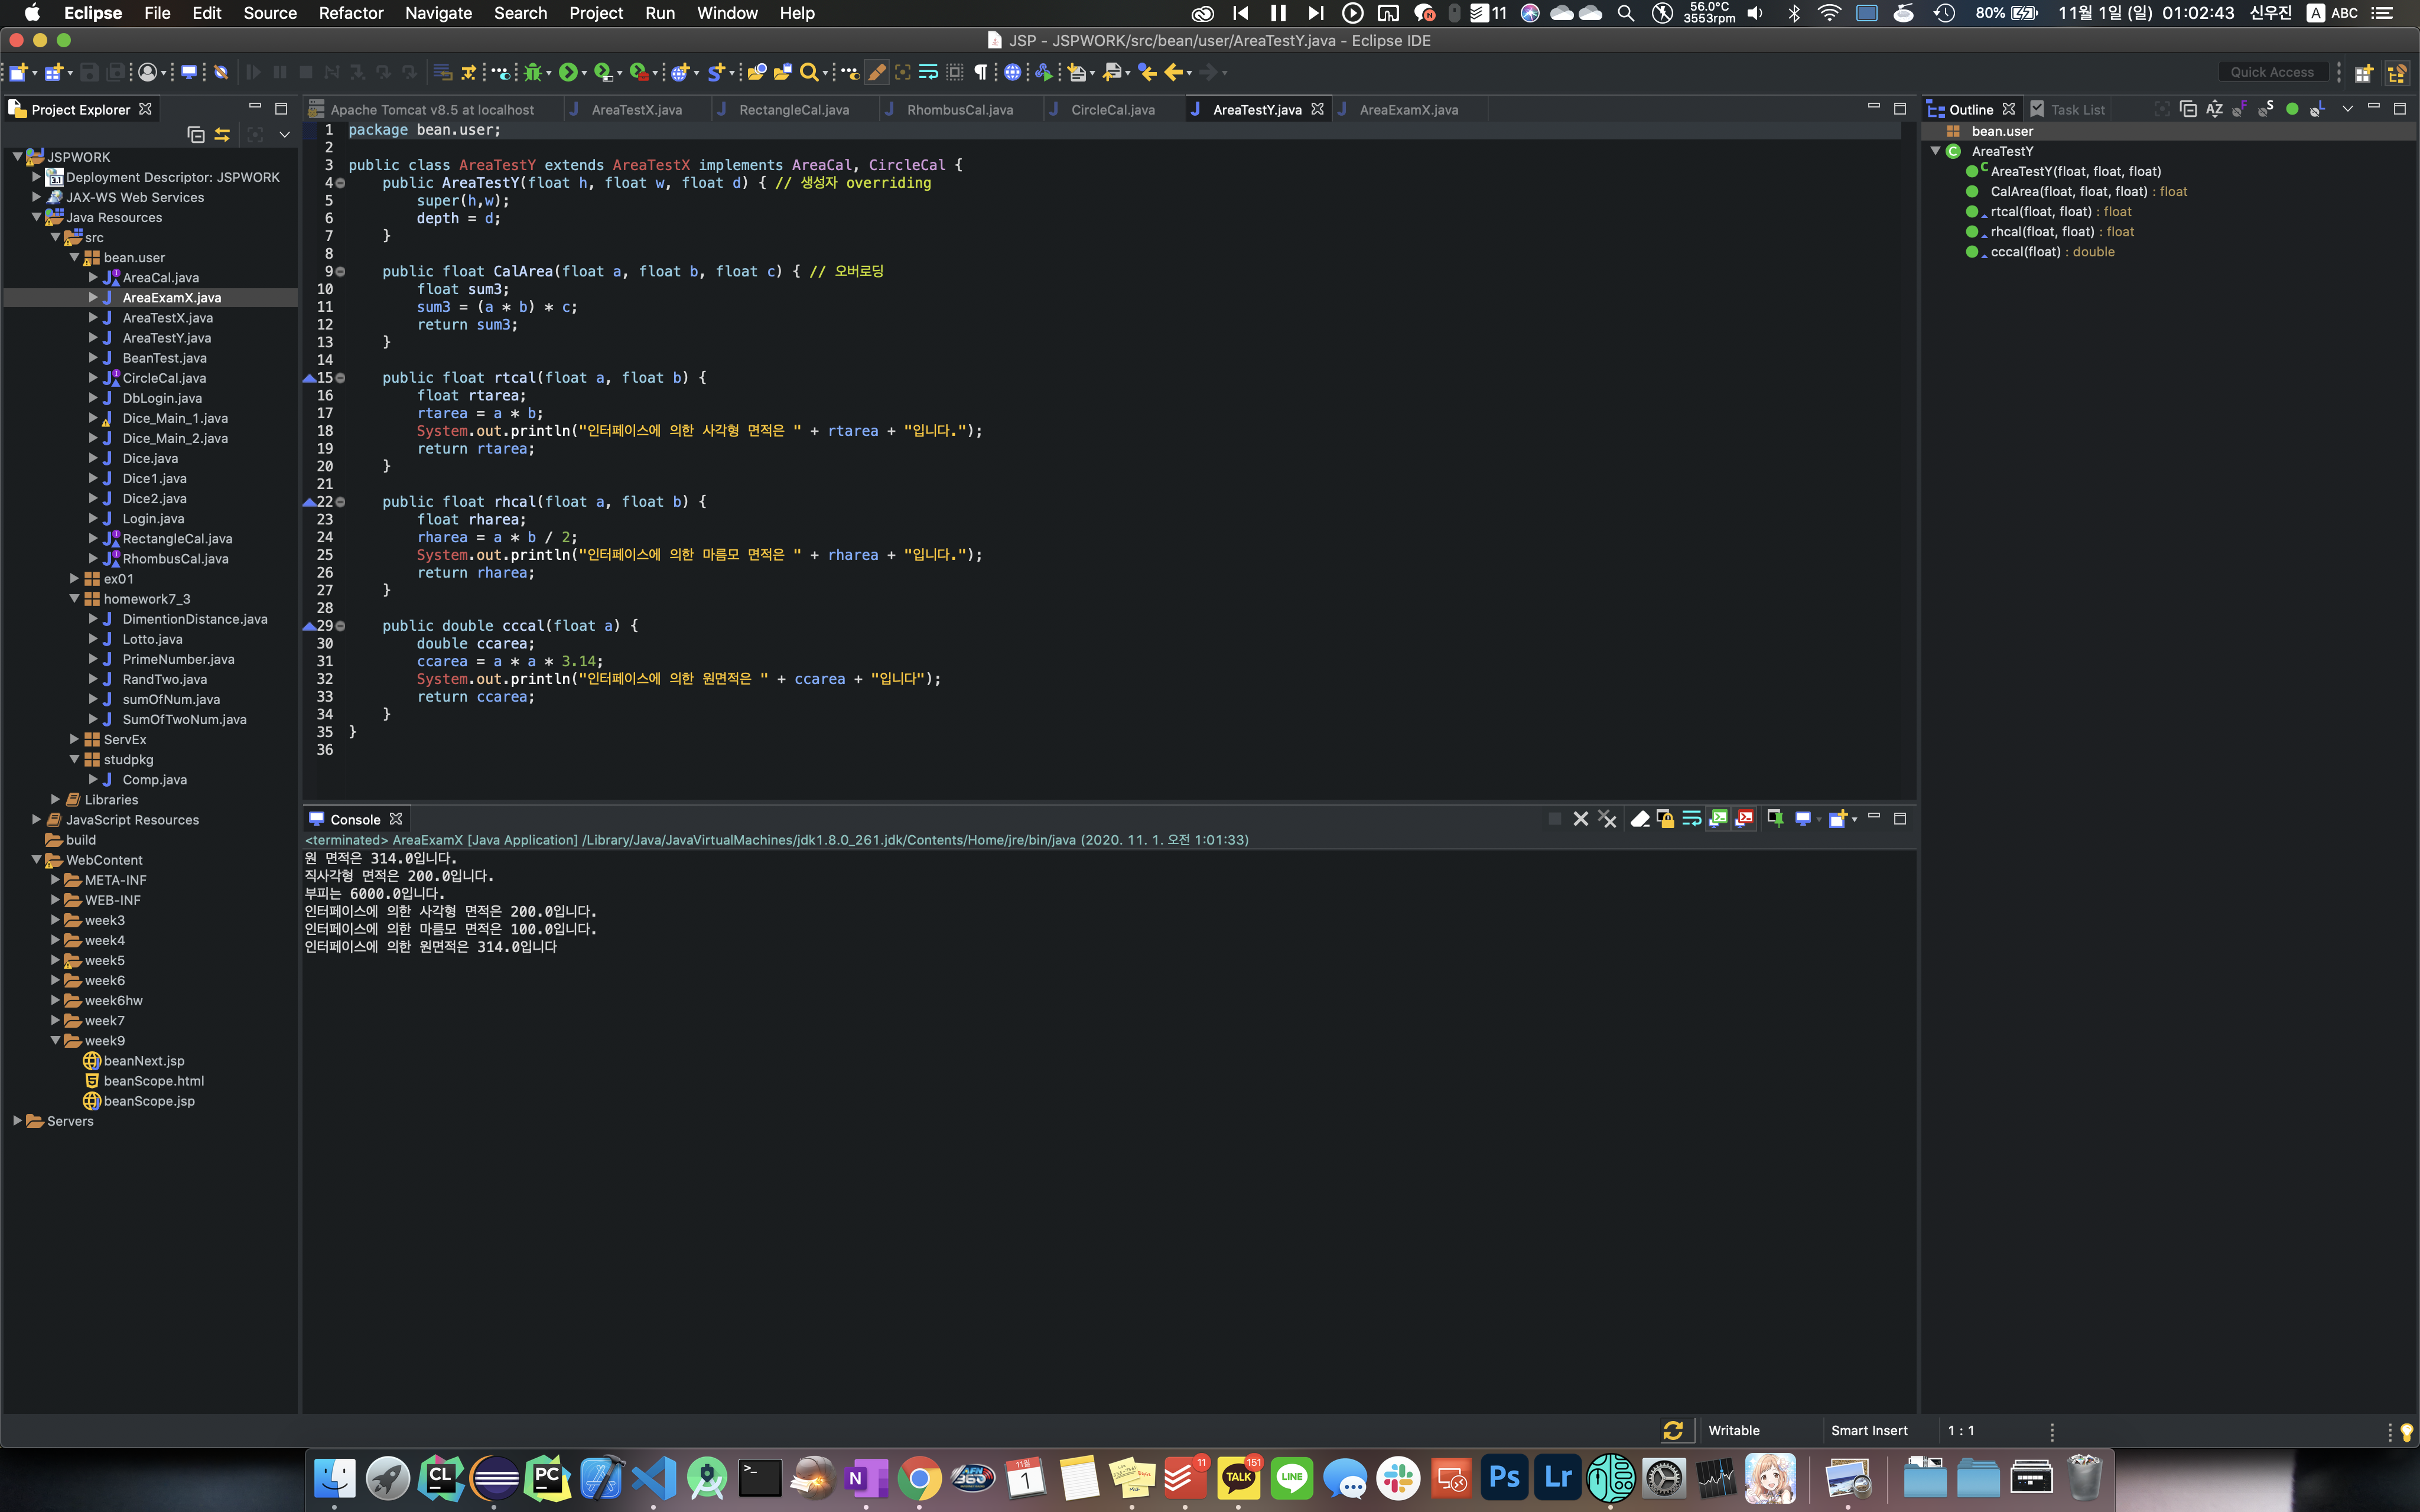 Eclipse File Edit Source Refactor Navigate Search Project Run Window Help
11 56.0°C 3553rpm 80% 11월 1일 (일) 01:02:43 신우진 A ABC
JSP - JSPWORK/src/bean/user/AreaTestY.java - Eclipse IDE
Quick Access
Project Explorer
JSPWORK
Deployment Descriptor: JSPWORK
JAX-WS Web Services
Java Resources
src
bean.user
AreaCal.java
AreaExamX.java
AreaTestX.java
AreaTestY.java
BeanTest.java
CircleCal.java
DbLogin.java
Dice_Main_1.java
Dice_Main_2.java
Dice.java
Dice1.java
Dice2.java
Login.java
RectangleCal.java
RhombusCal.java
ex01
homework7_3
DimentionDistance.java
Lotto.java
PrimeNumber.java
RandTwo.java
sumOfNum.java
SumOfTwoNum.java
ServEx
studpkg
Comp.java
Libraries
JavaScript Resources
build
WebContent
META-INF
WEB-INF
week3
week4
week5
week6
week6hw
week7
week9
beanNext.jsp
beanScope.html
beanScope.jsp
Servers
Apache Tomcat v8.5 at localhost AreaTestX.java RectangleCal.java RhombusCal.java CircleCal.java AreaTestY.java AreaExamX.java
1 package bean.user;
2
3 public class AreaTestY extends AreaTestX implements AreaCal, CircleCal {
4 public AreaTestY(float h, float w, float d) { // 생성자 overriding
5 super(h,w);
6 depth = d;
7 }
8
9 public float CalArea(float a, float b, float c) { // 오버로딩
10 float sum3;
11 sum3 = (a * b) * c;
12 return sum3;
13 }
14
15 public float rtcal(float a, float b) {
16 float rtarea;
17 rtarea = a * b;
18 System.out.println("인터페이스에 의한 사각형 면적은 " + rtarea + "입니다.");
19 return rtarea;
20 }
21
22 public float rhcal(float a, float b) {
23 float rharea;
24 rharea = a * b / 2;
25 System.out.println("인터페이스에 의한 마름모 면적은 " + rharea + "입니다.");
26 return rharea;
27 }
28
29 public double cccal(float a) {
30 double ccarea;
31 ccarea = a * a * 3.14;
32 System.out.println("인터페이스에 의한 원면적은 " + ccarea + "입니다");
33 return ccarea;
34 }
35 }
36
Console
<terminated> AreaExamX [Java Application] /Library/Java/JavaVirtualMachines/jdk1.8.0_261.jdk/Contents/Home/jre/bin/java (2020. 11. 1. 오전 1:01:33)
원 면적은 314.0입니다.
직사각형 면적은 200.0입니다.
부피는 6000.0입니다.
인터페이스에 의한 사각형 면적은 200.0입니다.
인터페이스에 의한 마름모 면적은 100.0입니다.
인터페이스에 의한 원면적은 314.0입니다
Outline Task List
bean.user
AreaTestY
AreaTestY(float, float, float)
CalArea(float, float, float) : float
rtcal(float, float) : float
rhcal(float, float) : float
cccal(float) : double
Writable Smart Insert 1 : 1
CL PC N 360 11월 1 11 TALK 151 LINE Ps Lr